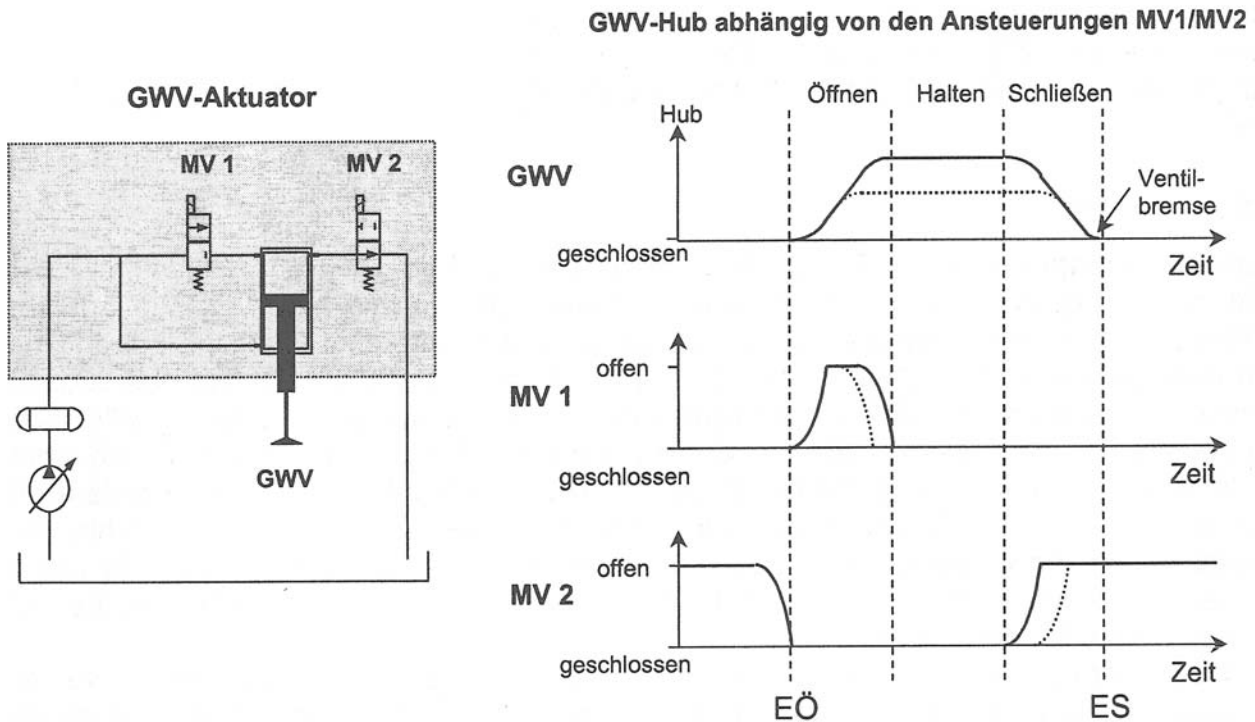 GWV-Hub abhängig von den Ansteuerungen MV1/MV2
GWV-Aktuator
MV 1
MV 2
GWV
Öffnen
Halten
Schließen
Hub
GWV
Ventil-
bremse
geschlossen
Zeit
offen
MV 1
geschlossen
Zeit
offen
MV 2
geschlossen
Zeit
EÖ
ES